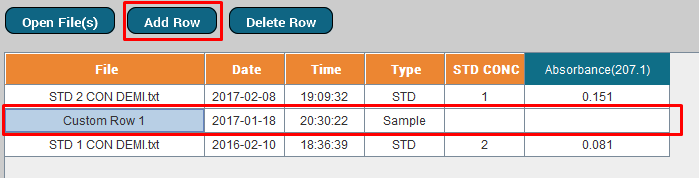 Open File(s) Add Row Delete Row
File Date Time Type STD CONC Absorbance(207.1)
STD 2 CON DEMI.txt 2017-02-08 19:09:32 STD 1 0.151
Custom Row 1 2017-01-18 20:30:22 Sample
STD 1 CON DEMI.txt 2016-02-10 18:36:39 STD 2 0.081